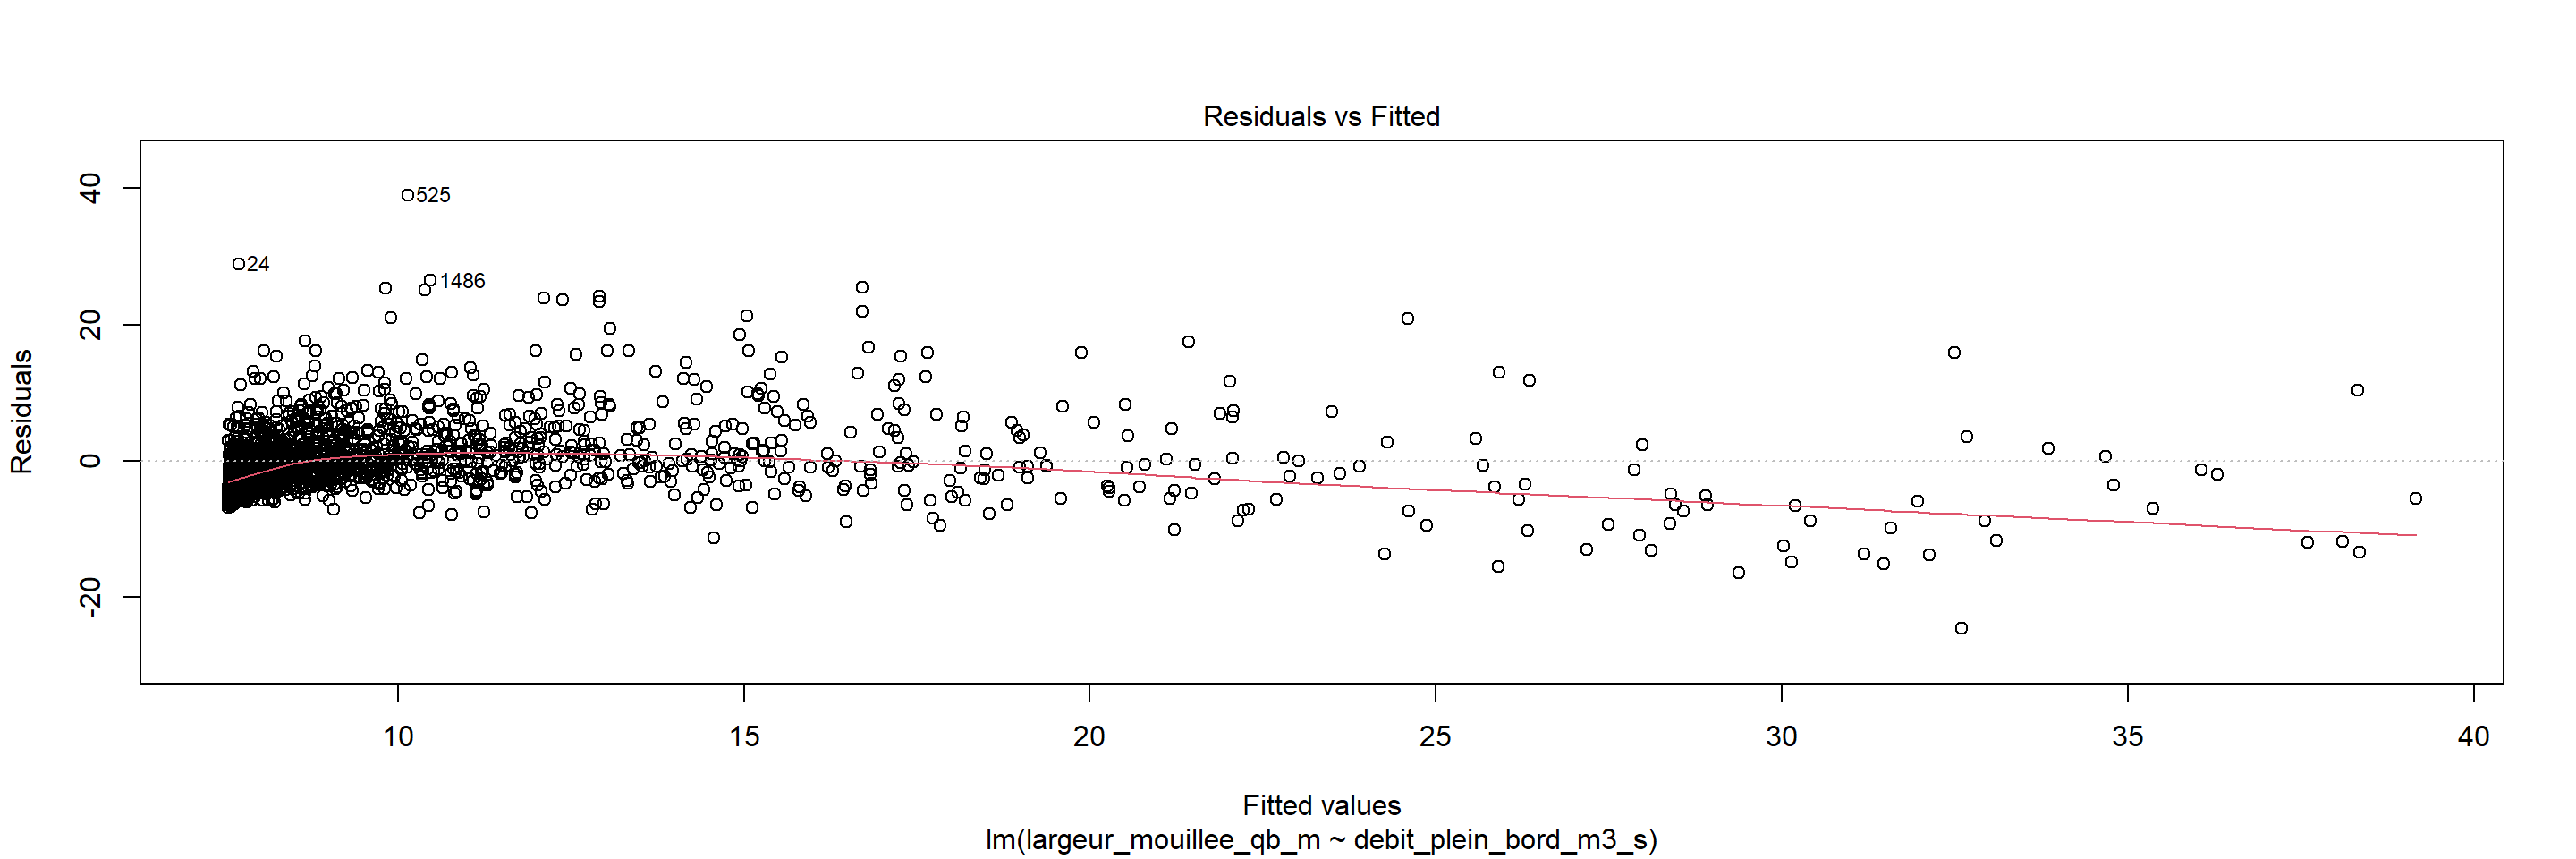 Residuals vs Fitted
Residuals
40
20
0
-20
525
24
1486
10 15 20 25 30 35 40
Fitted values
lm(largeur_mouillee_qb_m ~ debit_plein_bord_m3_s)